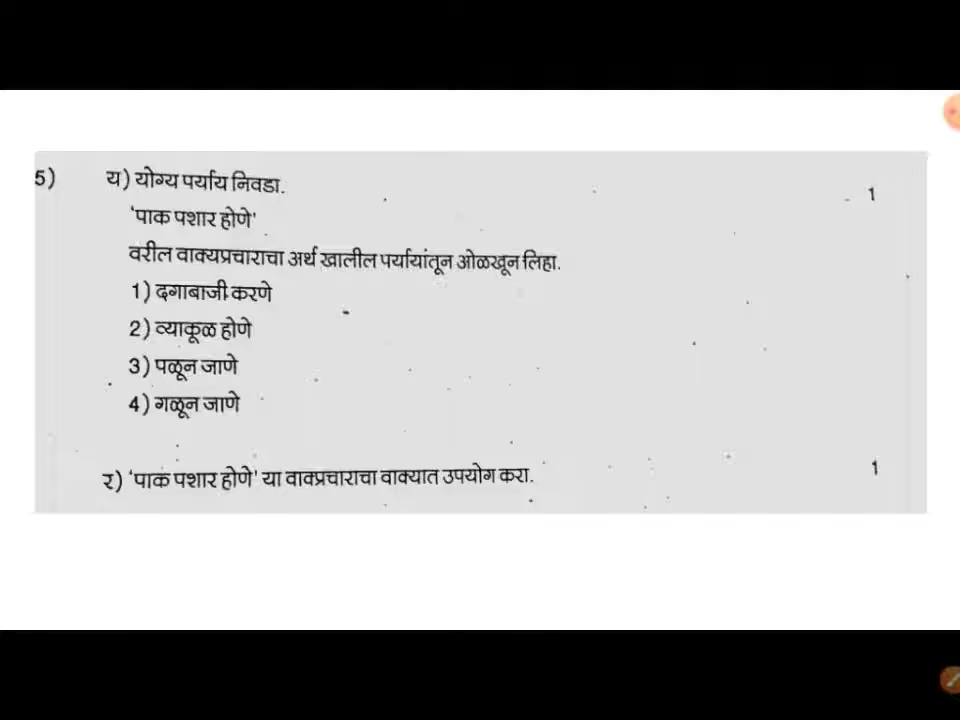 5) य) योग्य पर्याय निवडा. 1
'पाक पशार होणे'
वरील वाक्यप्रचाराचा अर्थ खालील पर्यायांतून ओळखून लिहा.
1) दगाबाजी करणे
2) व्याकूळ होणे
3) पळून जाणे
4) गळून जाणे
र) 'पाक पशार होणे' या वाक्प्रचाराचा वाक्यात उपयोग करा. 1